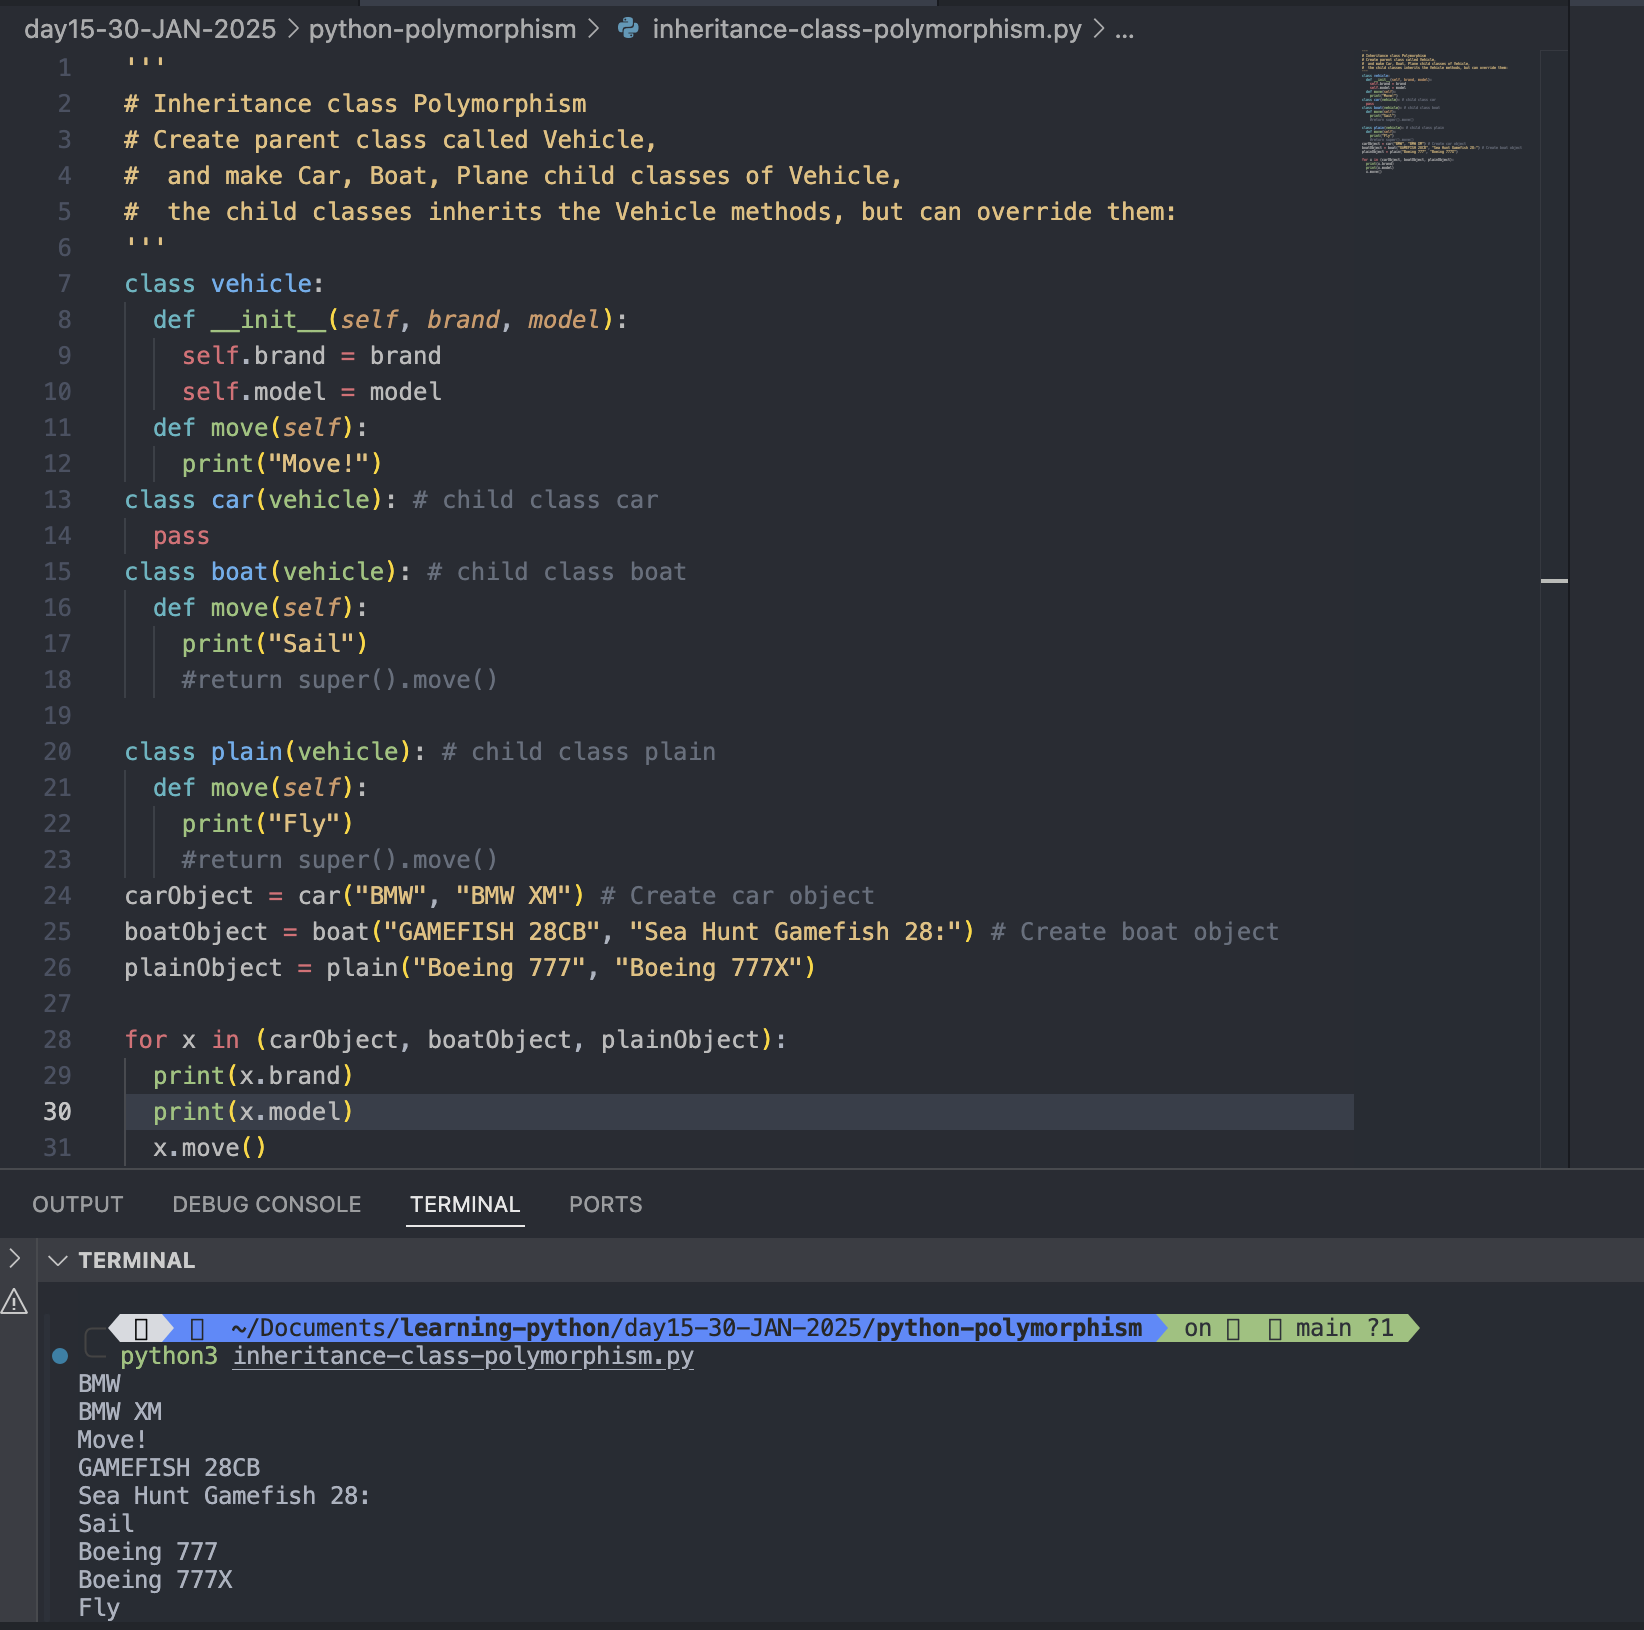 day15-30-JAN-2025 > python-polymorphism > inheritance-class-polymorphism.py > ...
1 '''
2 # Inheritance class Polymorphism
3 # Create parent class called Vehicle,
4 #  and make Car, Boat, Plane child classes of Vehicle,
5 #  the child classes inherits the Vehicle methods, but can override them:
6 '''
7 class vehicle:
8   def __init__(self, brand, model):
9     self.brand = brand
10     self.model = model
11   def move(self):
12     print("Move!")
13 class car(vehicle): # child class car
14   pass
15 class boat(vehicle): # child class boat
16   def move(self):
17     print("Sail")
18     #return super().move()
19
20 class plain(vehicle): # child class plain
21   def move(self):
22     print("Fly")
23     #return super().move()
24 carObject = car("BMW", "BMW XM") # Create car object
25 boatObject = boat("GAMEFISH 28CB", "Sea Hunt Gamefish 28:") # Create boat object
26 plainObject = plain("Boeing 777", "Boeing 777X")
27
28 for x in (carObject, boatObject, plainObject):
29   print(x.brand)
30   print(x.model)
31   x.move()
OUTPUT DEBUG CONSOLE TERMINAL PORTS
TERMINAL
~/Documents/learning-python/day15-30-JAN-2025/python-polymorphism on main ?1
python3 inheritance-class-polymorphism.py
BMW
BMW XM
Move!
GAMEFISH 28CB
Sea Hunt Gamefish 28:
Sail
Boeing 777
Boeing 777X
Fly